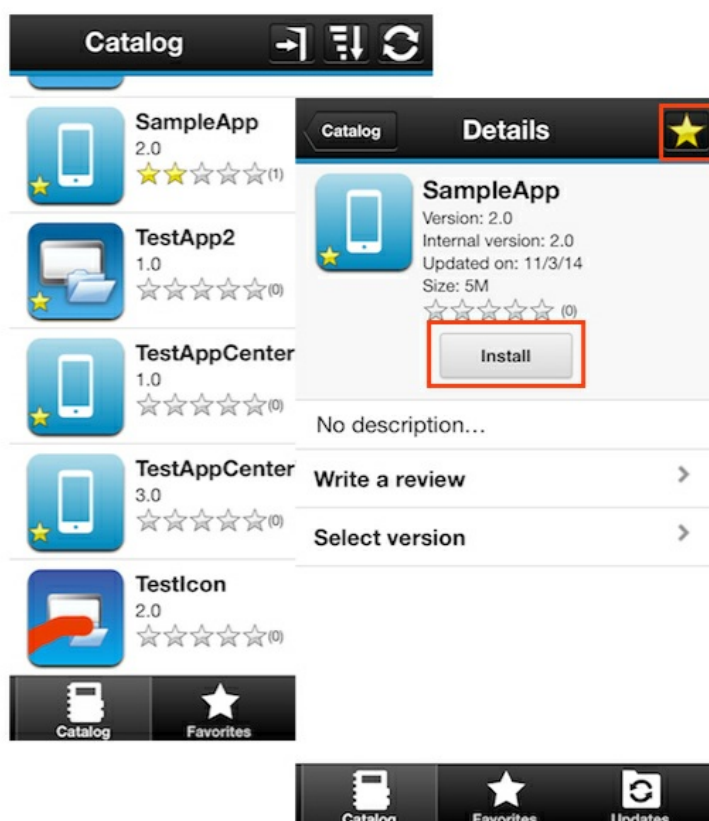 Catalog
SampleApp
2.0
(1)
TestApp2
1.0
(0)
TestAppCenter
1.0
(0)
TestAppCenter
3.0
(0)
TestIcon
2.0
(0)
Catalog Favorites
Catalog Details
SampleApp
Version: 2.0
Internal version: 2.0
Updated on: 11/3/14
Size: 5M
(0)
Install
No description...
Write a review
Select version
Catalog Favorites Updates